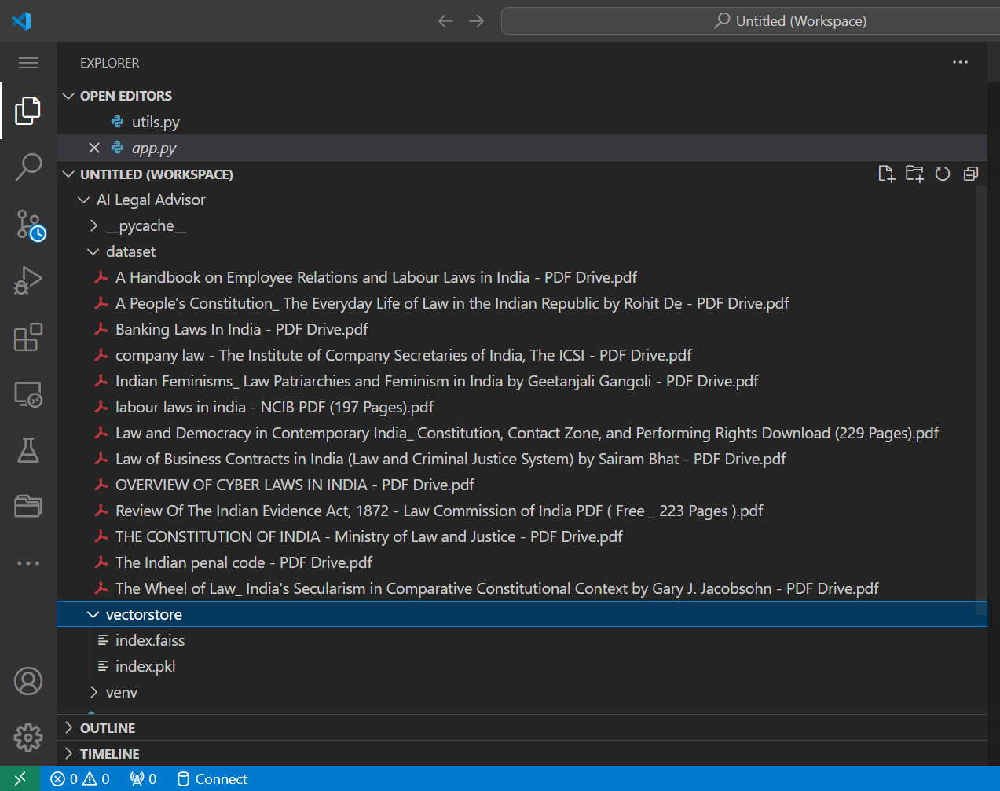 Untitled (Workspace)
EXPLORER
OPEN EDITORS
utils.py
app.py
UNTITLED (WORKSPACE)
AI Legal Advisor
__pycache__
dataset
A Handbook on Employee Relations and Labour Laws in India - PDF Drive.pdf
A People’s Constitution_ The Everyday Life of Law in the Indian Republic by Rohit De - PDF Drive.pdf
Banking Laws In India - PDF Drive.pdf
company law - The Institute of Company Secretaries of India, The ICSI - PDF Drive.pdf
Indian Feminisms_ Law Patriarchies and Feminism in India by Geetanjali Gangoli - PDF Drive.pdf
labour laws in india - NCIB PDF (197 Pages).pdf
Law and Democracy in Contemporary India_ Constitution, Contact Zone, and Performing Rights Download (229 Pages).pdf
Law of Business Contracts in India (Law and Criminal Justice System) by Sairam Bhat - PDF Drive.pdf
OVERVIEW OF CYBER LAWS IN INDIA - PDF Drive.pdf
Review Of The Indian Evidence Act, 1872 - Law Commission of India PDF ( Free _ 223 Pages ).pdf
THE CONSTITUTION OF INDIA - Ministry of Law and Justice - PDF Drive.pdf
The Indian penal code - PDF Drive.pdf
The Wheel of Law_ India's Secularism in Comparative Constitutional Context by Gary J. Jacobsohn - PDF Drive.pdf
vectorstore
index.faiss
index.pkl
venv
OUTLINE
TIMELINE
0 0 0 Connect